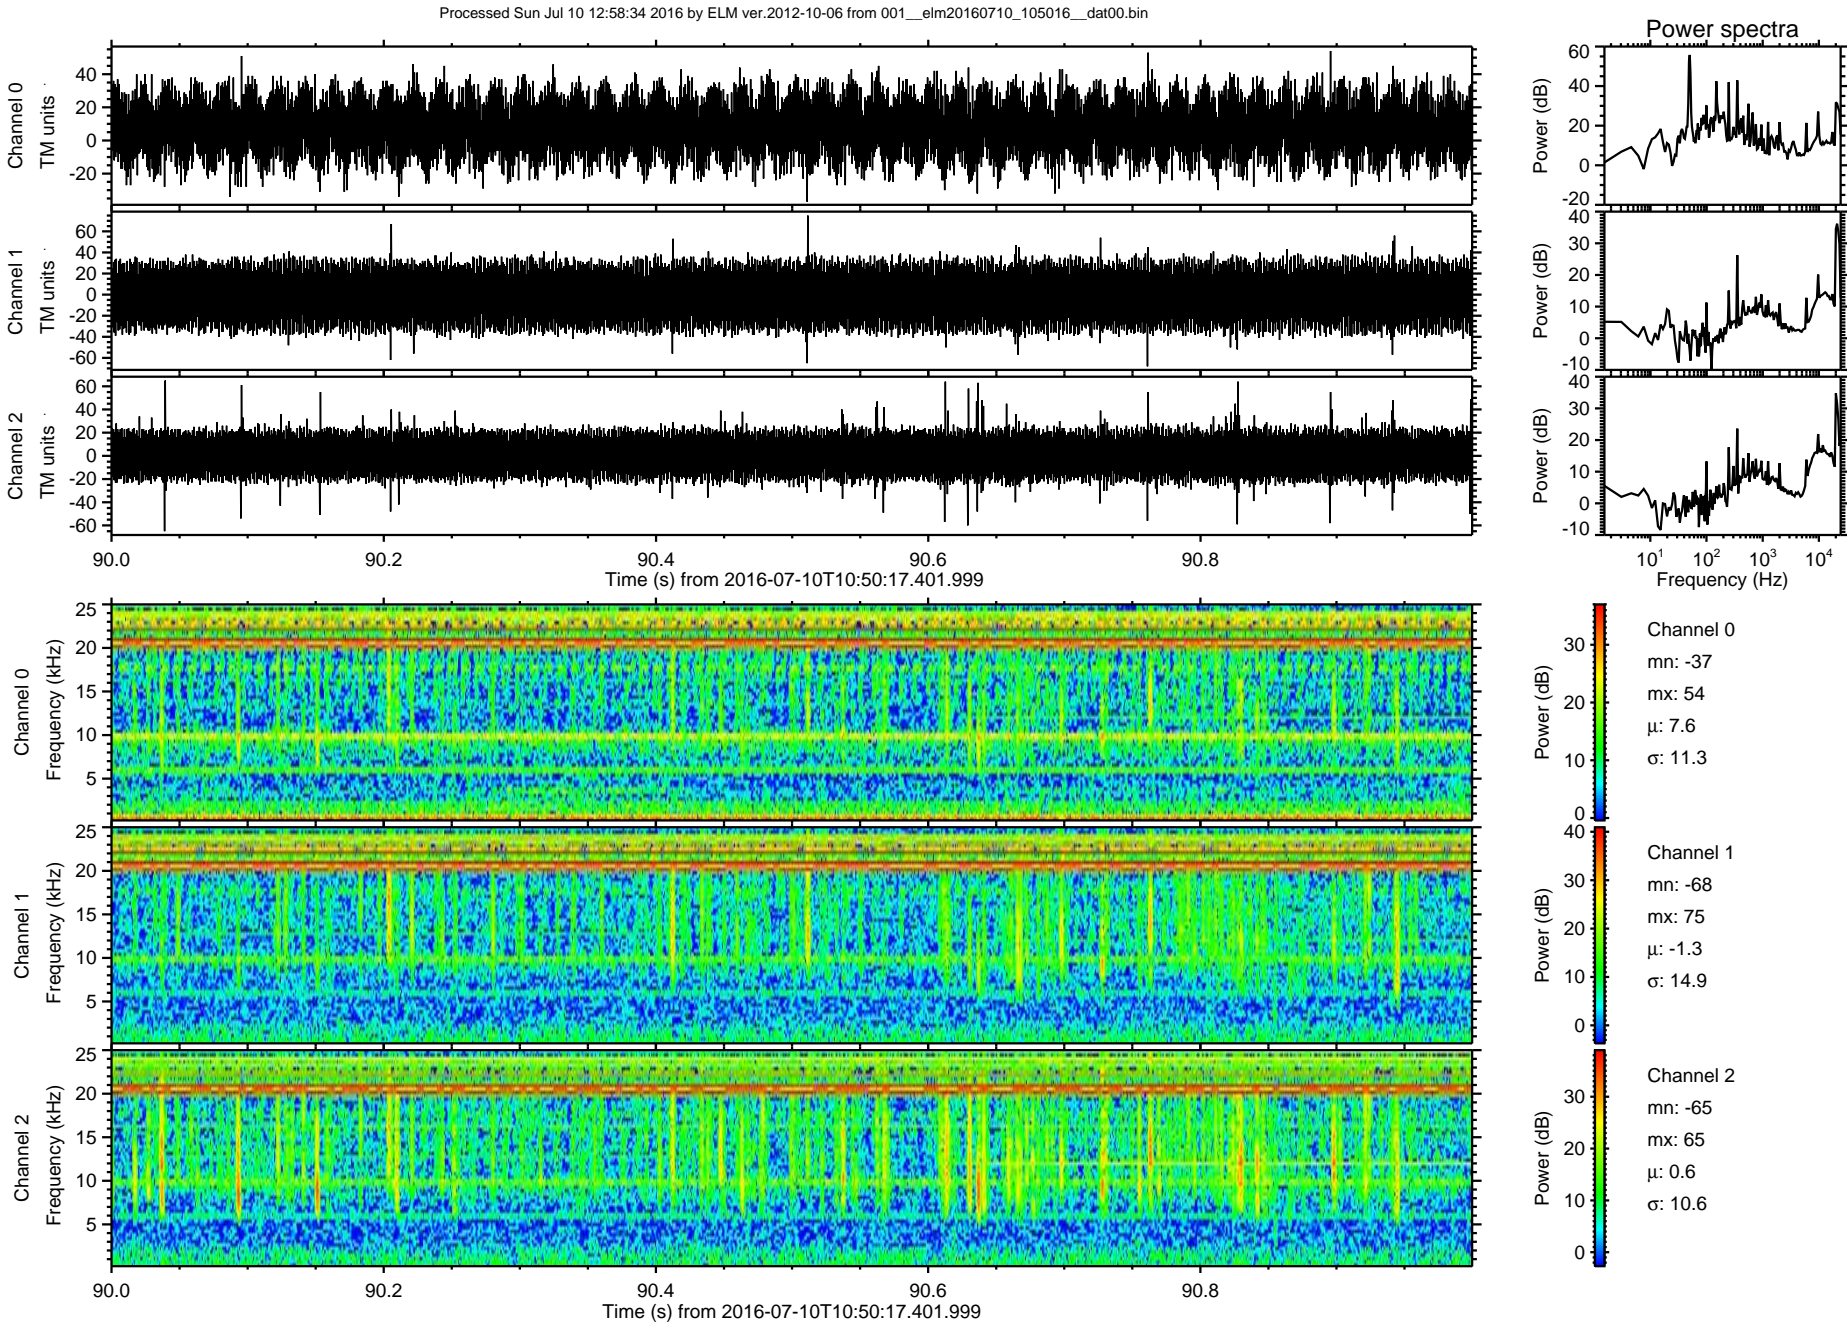 Processed Sun Jul 10 12:58:34 2016 by ELM ver.2012-10-06 from 001__elm20160710_105016__dat00.bin
Power spectra
Channel 0
TM units
40
20
0
-20
Power (dB)
60
40
20
0
-20
Channel 1
TM units
60
40
20
0
-20
-40
-60
Power (dB)
40
30
20
10
0
-10
Channel 2
TM units
60
40
20
0
-20
-40
-60
Power (dB)
40
30
20
10
0
-10
90.0 90.2 90.4 90.6 90.8
Time (s) from 2016-07-10T10:50:17.401.999
10^1 10^2 10^3 10^4
Frequency (Hz)
Channel 0
Frequency (kHz)
25
20
15
10
5
Power (dB)
30
20
10
0
Channel 0
mn: -37
mx: 54
μ: 7.6
σ: 11.3
Channel 1
Frequency (kHz)
25
20
15
10
5
Power (dB)
40
30
20
10
0
Channel 1
mn: -68
mx: 75
μ: -1.3
σ: 14.9
Channel 2
Frequency (kHz)
25
20
15
10
5
Power (dB)
30
20
10
0
Channel 2
mn: -65
mx: 65
μ: 0.6
σ: 10.6
90.0 90.2 90.4 90.6 90.8
Time (s) from 2016-07-10T10:50:17.401.999